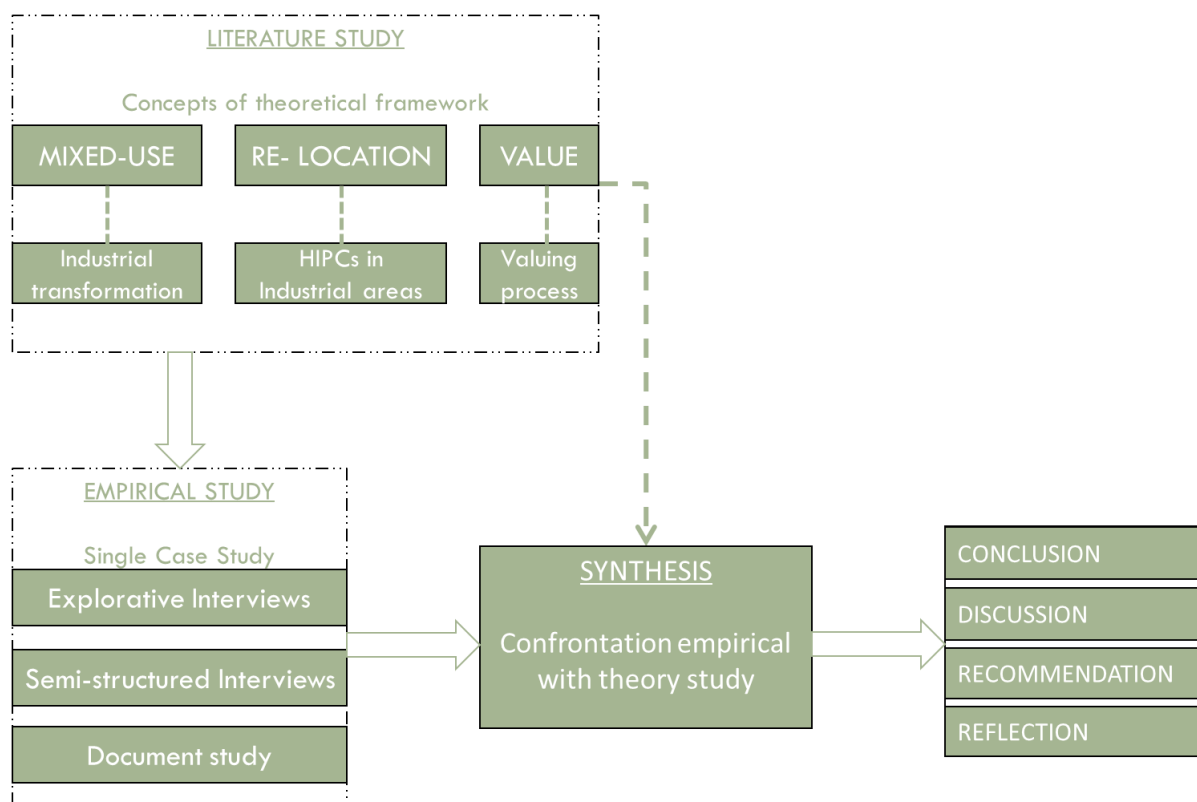 LITERATURE STUDY
Concepts of theoretical framework
MIXED-USE
RE- LOCATION
VALUE
Industrial
transformation
HIPCs in
Industrial areas
Valuing
process
EMPIRICAL STUDY
Single Case Study
Explorative Interviews
Semi-structured Interviews
Document study
SYNTHESIS
Confrontation empirical
with theory study
CONCLUSION
DISCUSSION
RECOMMENDATION
REFLECTION